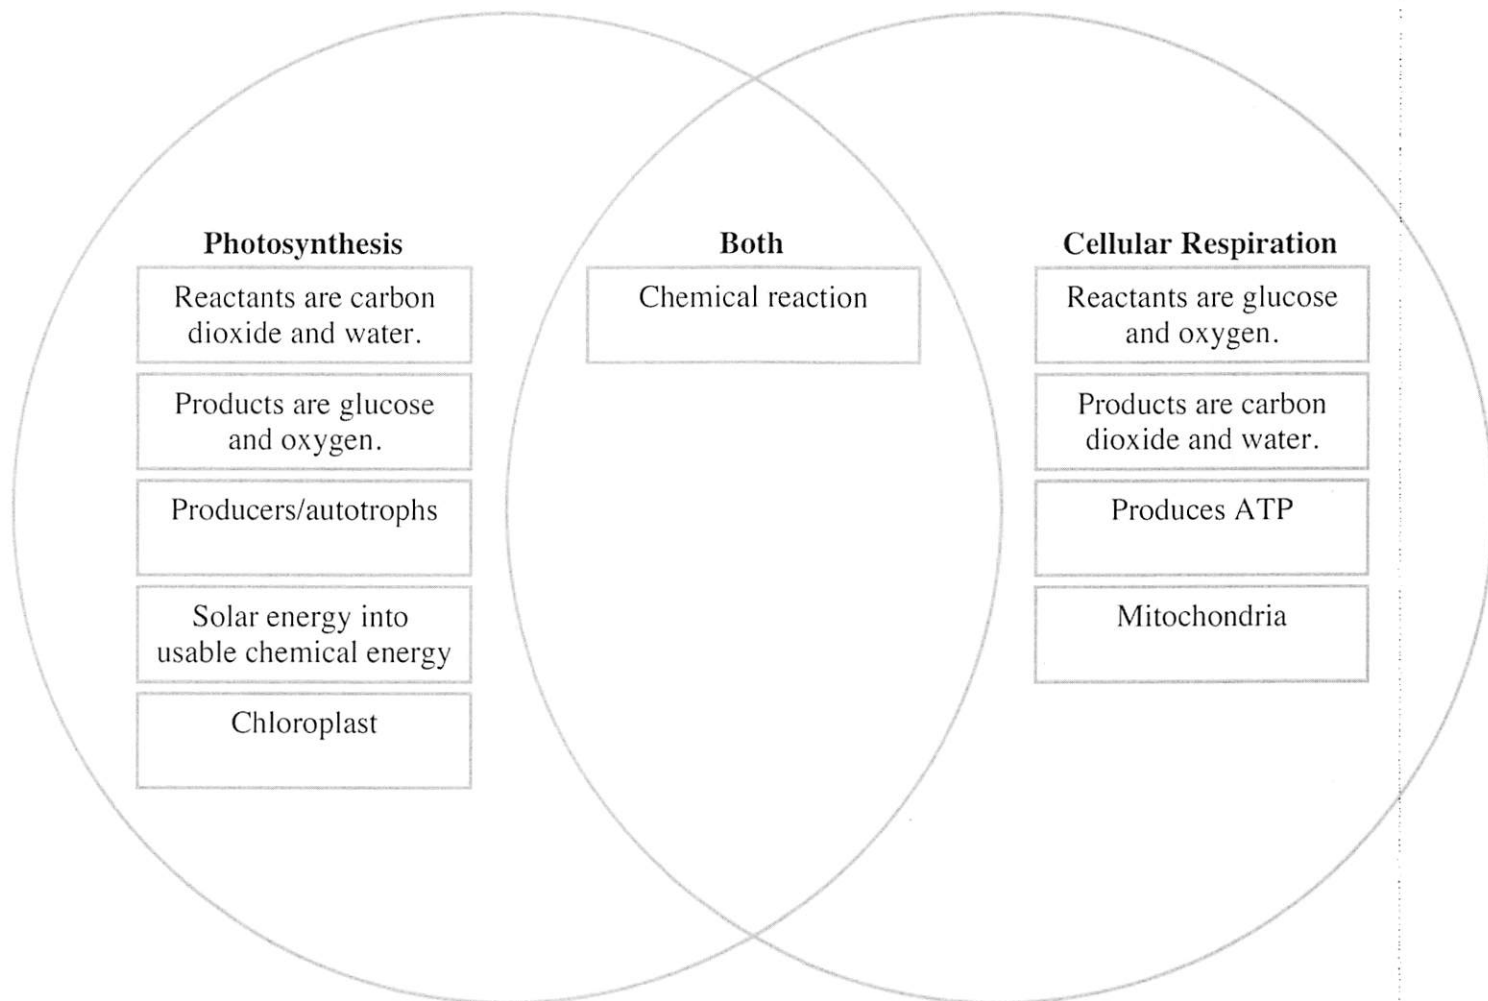 Photosynthesis
Reactants are carbon
dioxide and water.
Products are glucose
and oxygen.
Producers/autotrophs
Solar energy into
usable chemical energy
Chloroplast
Both
Chemical reaction
Cellular Respiration
Reactants are glucose
and oxygen.
Products are carbon
dioxide and water.
Produces ATP
Mitochondria